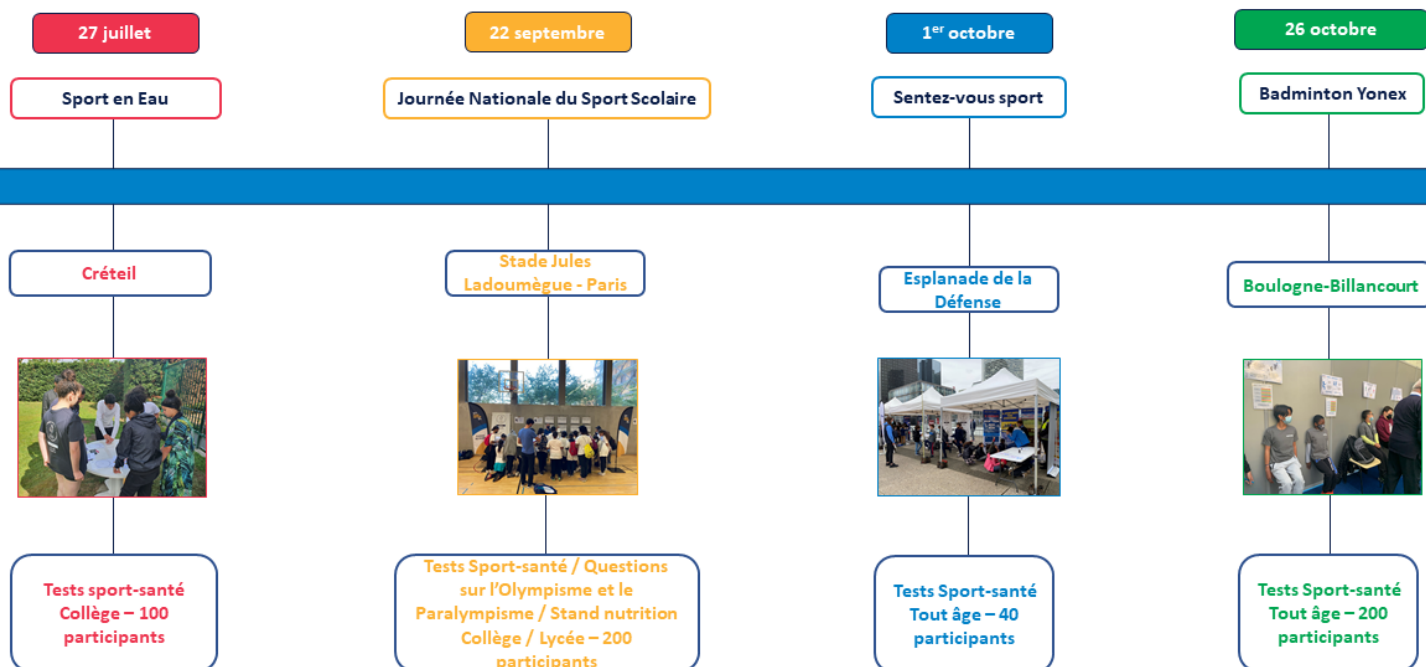 27 juillet
22 septembre
1er octobre
26 octobre
Sport en Eau
Journée Nationale du Sport Scolaire
Sentez-vous sport
Badminton Yonex
Créteil
Stade Jules
Ladoumègue - Paris
Esplanade de la
Défense
Boulogne-Billancourt
Tests sport-santé
Collège – 100
participants
Tests Sport-santé / Questions
sur l'Olympisme et le
Paralympisme / Stand nutrition
Collège / Lycée – 200
participants
Tests Sport-santé
Tout âge – 40
participants
Tests Sport-santé
Tout âge – 200
participants